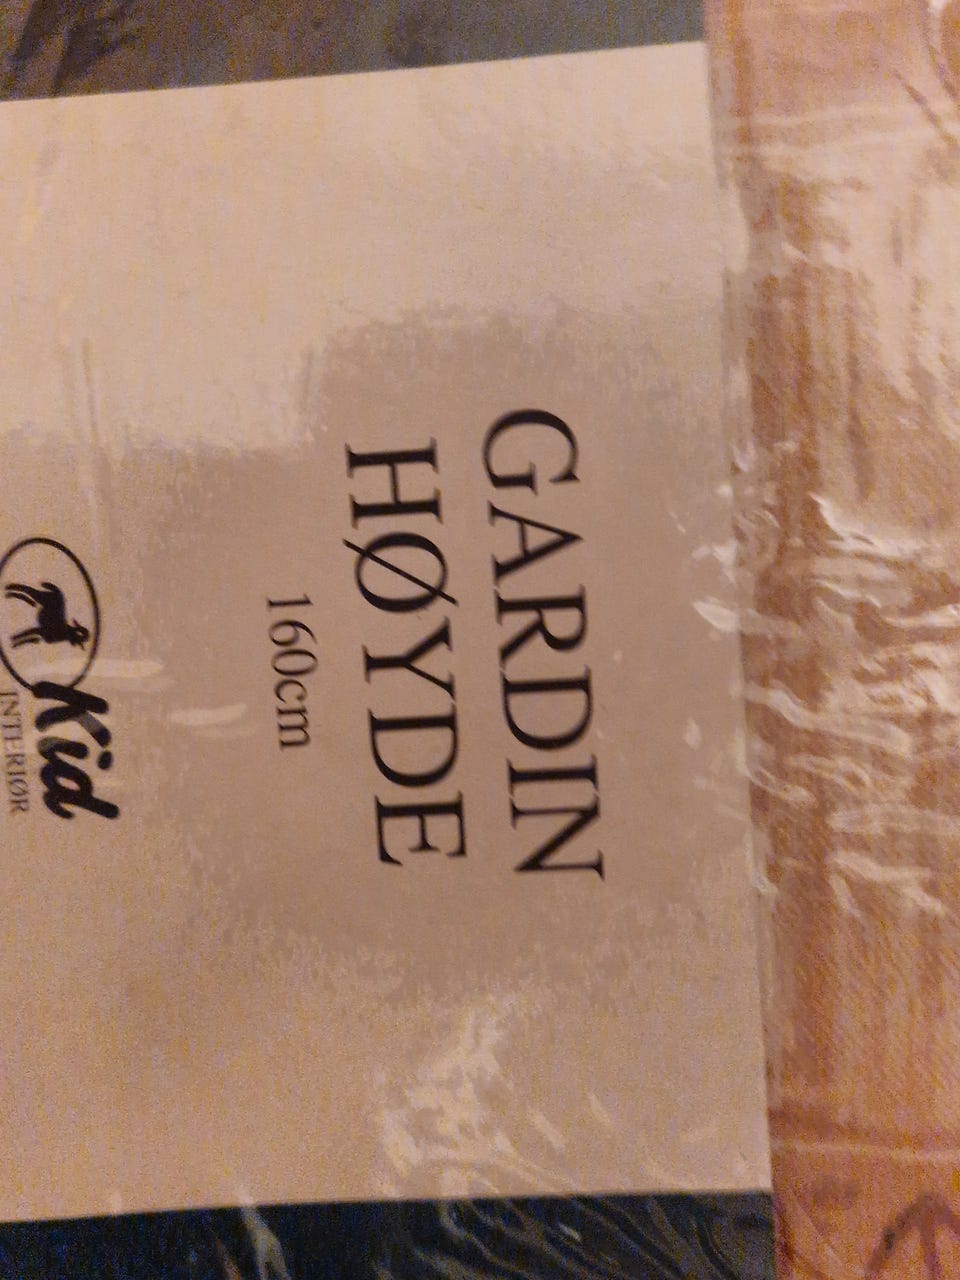 GARDIN
HØYDE
160cm
Kid
INTERIØR